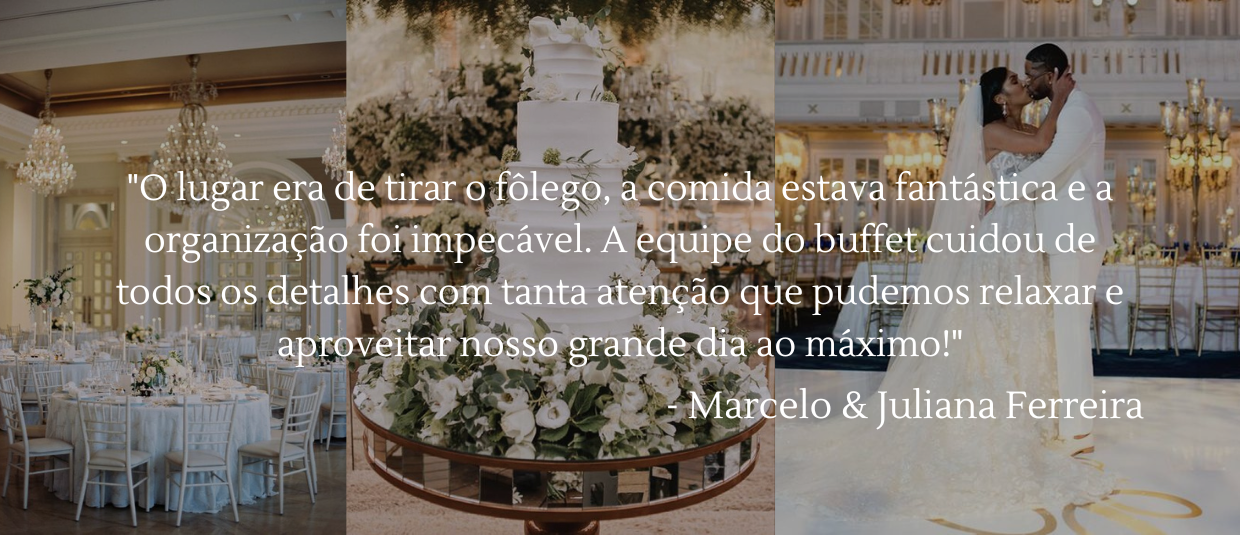 "O lugar era de tirar o fôlego, a comida estava fantástica e a
organização foi impecável. A equipe do buffet cuidou de
todos os detalhes com tanta atenção que pudemos relaxar e
aproveitar nosso grande dia ao máximo!"
- Marcelo & Juliana Ferreira